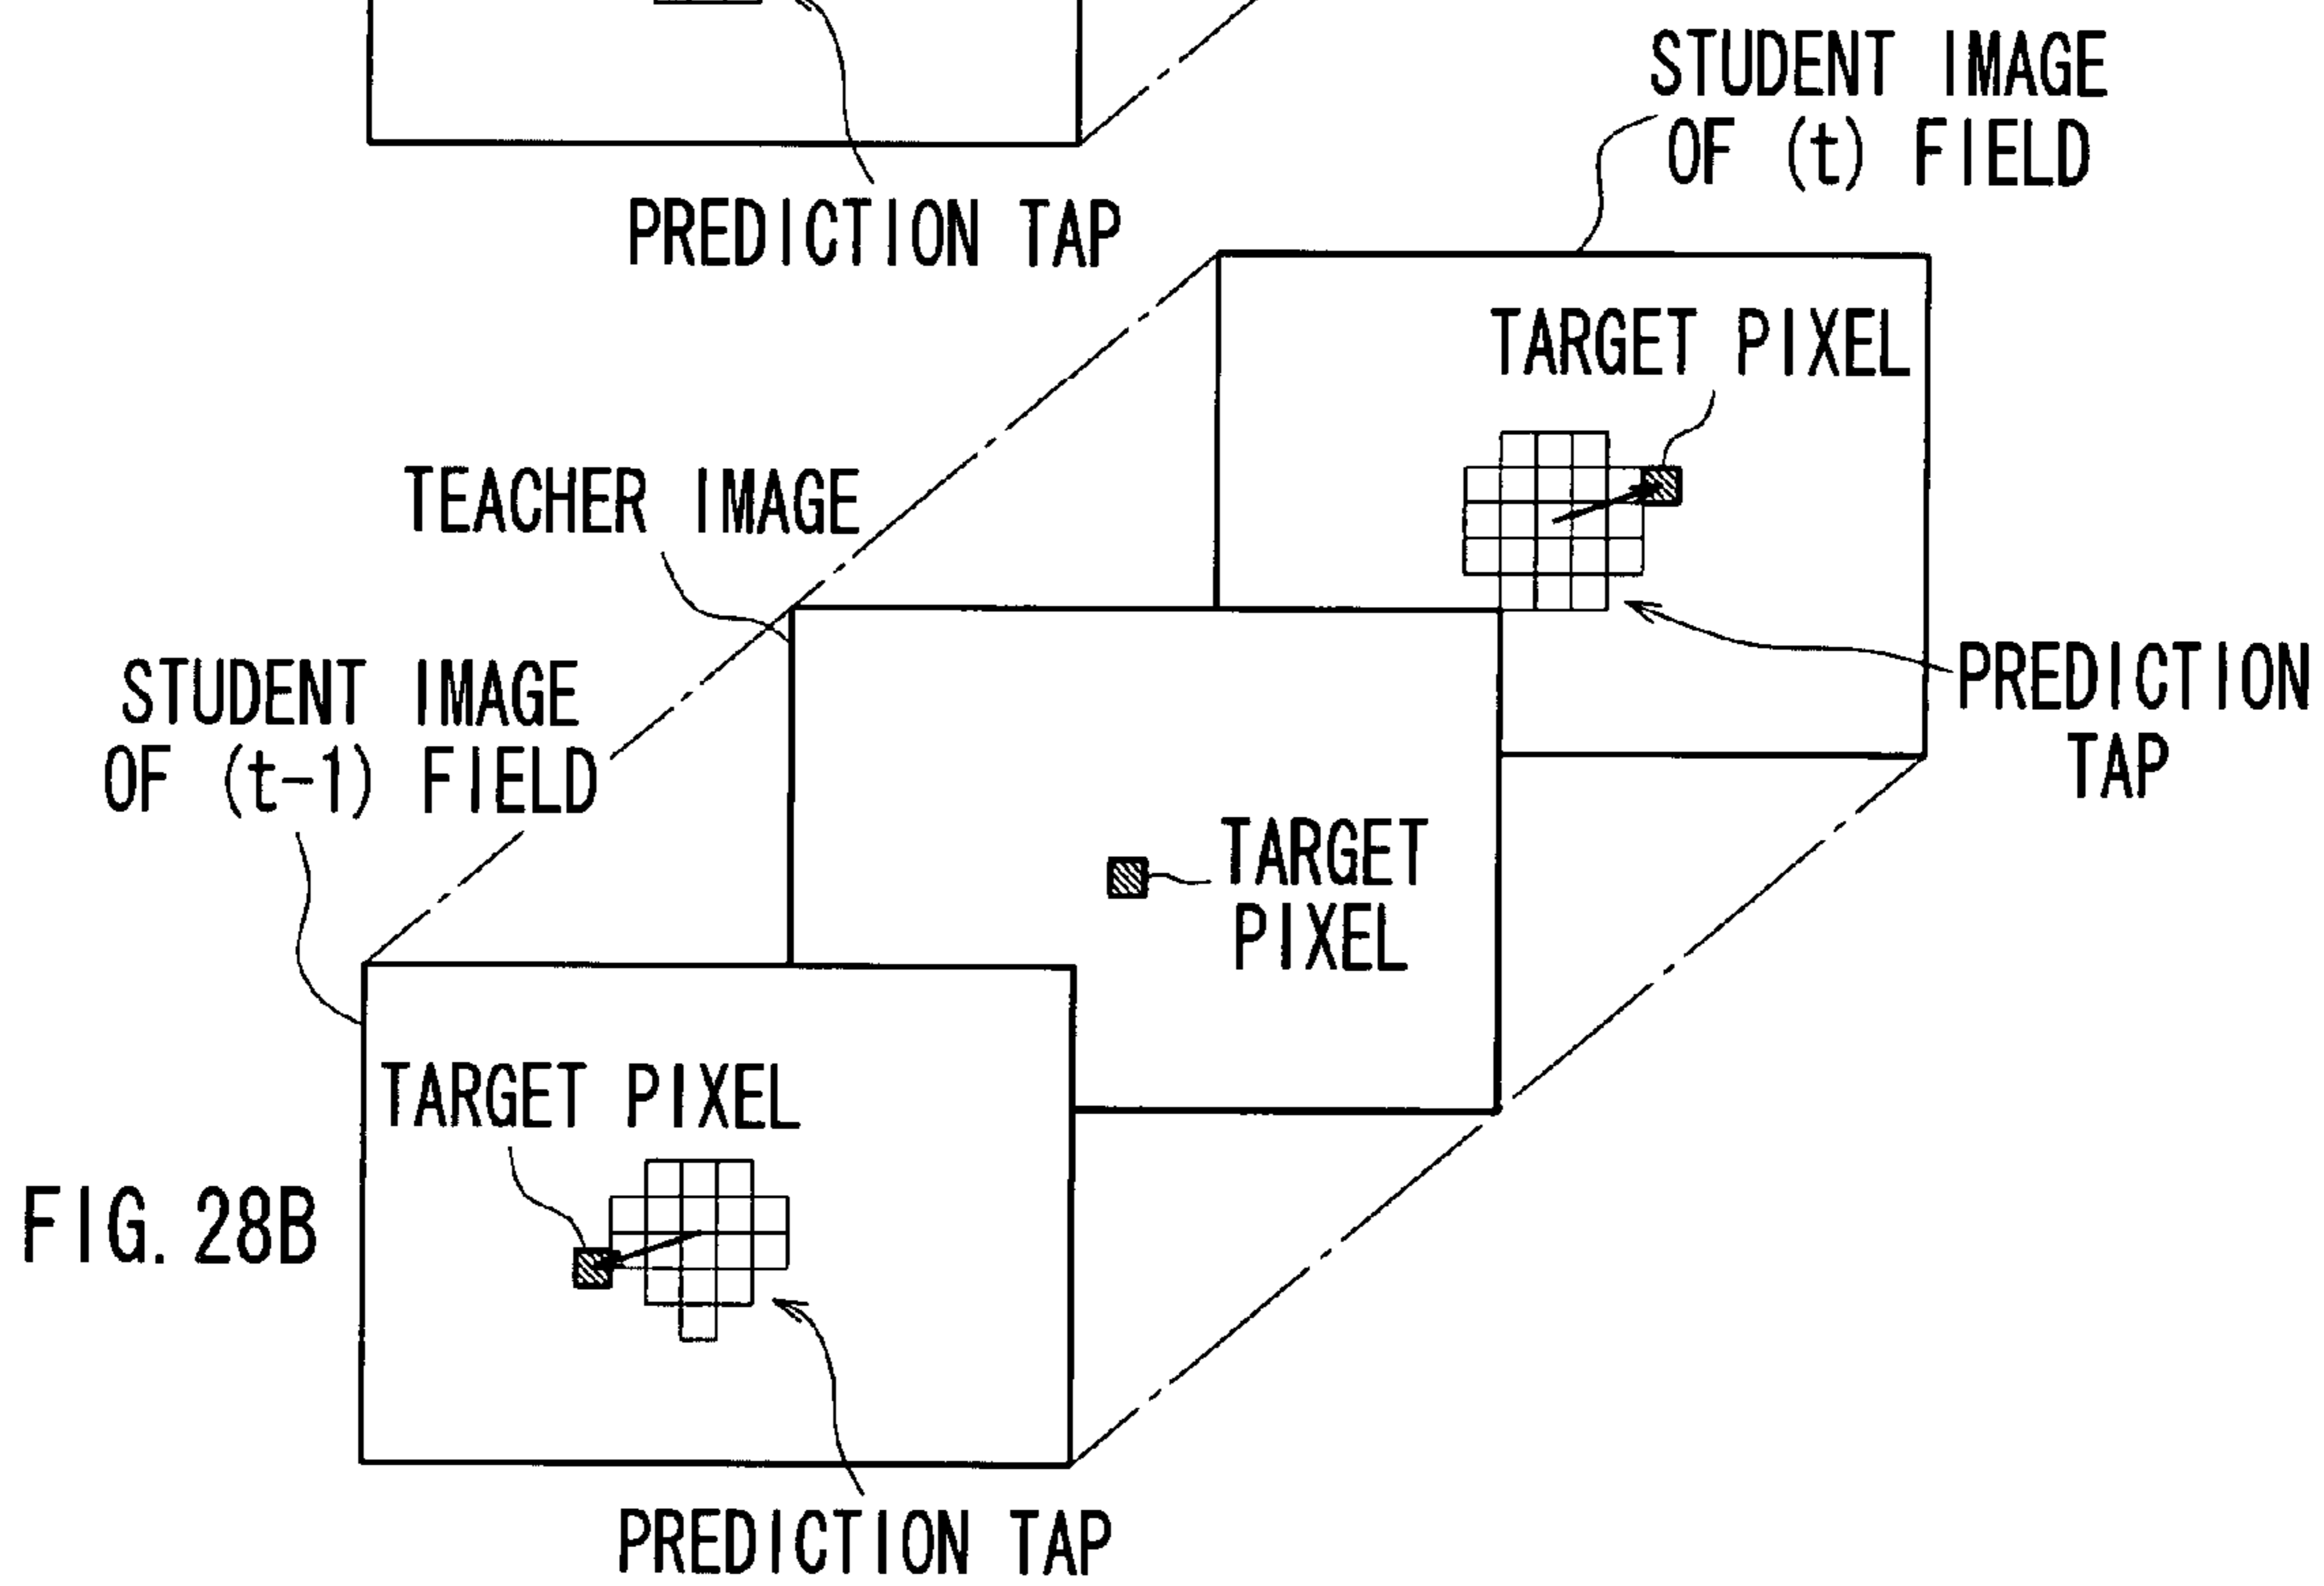 STUDENT IMAGE
OF (t) FIELD
PREDICTION TAP
TARGET PIXEL
TEACHER IMAGE
PREDICTION
TAP
STUDENT IMAGE
OF (t-1) FIELD
TARGET
PIXEL
TARGET PIXEL
FIG. 28B
PREDICTION TAP